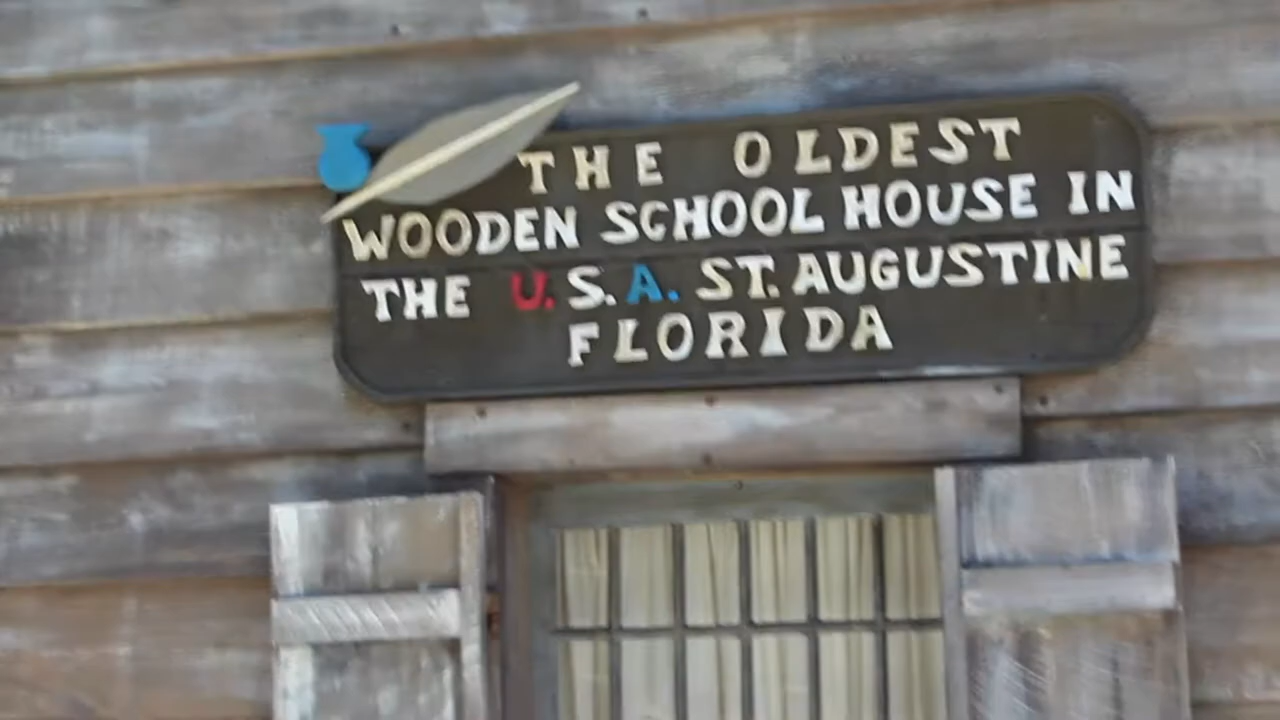 THE OLDEST
WOODEN SCHOOL HOUSE IN
THE U.S.A. ST. AUGUSTINE
FLORIDA